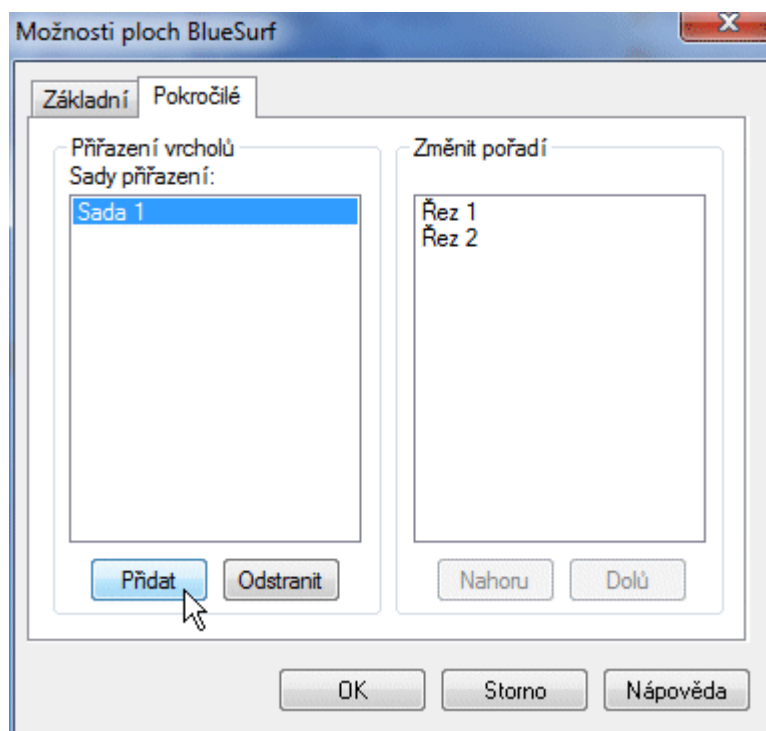 Možnosti ploch BlueSurf
Základní
Pokročilé
Přiřazení vrcholů
Sady přiřazení:
Sada 1
Změnit pořadí
Řez 1
Řez 2
Přidat
Odstranit
Nahoru
Dolů
OK
Storno
Nápověda